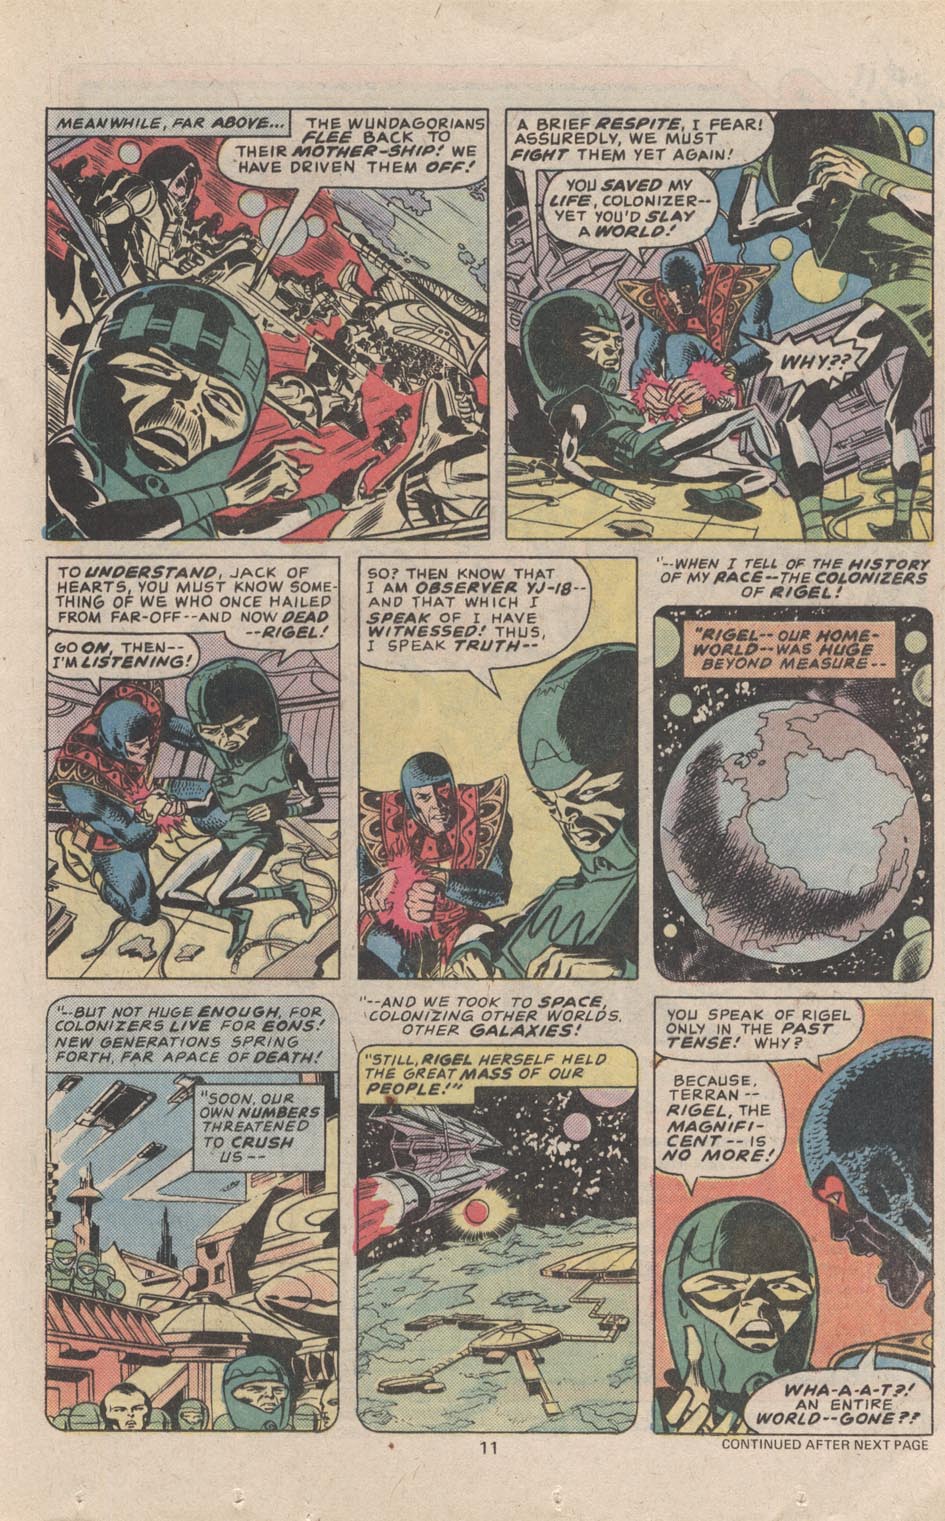 MEANWHILE, FAR ABOVE...
THE WUNDAGORIANS
FLEE BACK TO
THEIR MOTHER-SHIP! WE
HAVE DRIVEN THEM OFF!
A BRIEF RESPITE, I FEAR!
ASSUREDLY, WE MUST
FIGHT THEM YET AGAIN!
YOU SAVED MY
LIFE, COLONIZER--
YET YOU'D SLAY
A WORLD!
WHY??
TO UNDERSTAND, JACK OF
HEARTS, YOU MUST KNOW SOME-
THING OF WE WHO ONCE HAILED
FROM FAR-OFF--AND NOW DEAD
--RIGEL!
GO ON, THEN--
I'M LISTENING!
SO? THEN KNOW THAT
I AM OBSERVER YJ-18--
AND THAT WHICH I
SPEAK OF I HAVE
WITNESSED! THUS,
I SPEAK TRUTH--
"--WHEN I TELL OF THE HISTORY
OF MY RACE--THE COLONIZERS
OF RIGEL!
"RIGEL-- OUR HOME-
WORLD--WAS HUGE
BEYOND MEASURE--
"--BUT NOT HUGE ENOUGH, FOR
COLONIZERS LIVE FOR EONS!
NEW GENERATIONS SPRING
FORTH, FAR APACE OF DEATH!
"SOON, OUR
OWN NUMBERS
THREATENED
TO CRUSH
US--
"--AND WE TOOK TO SPACE,
COLONIZING OTHER WORLDS,
OTHER GALAXIES!
"STILL, RIGEL HERSELF HELD
THE GREAT MASS OF OUR
PEOPLE!"
YOU SPEAK OF RIGEL
ONLY IN THE PAST
TENSE! WHY?
BECAUSE,
TERRAN--
RIGEL, THE
MAGNIFI-
CENT-- IS
NO MORE!
WHA-A-A-T?!
AN ENTIRE
WORLD--GONE??
11
CONTINUED AFTER NEXT PAGE